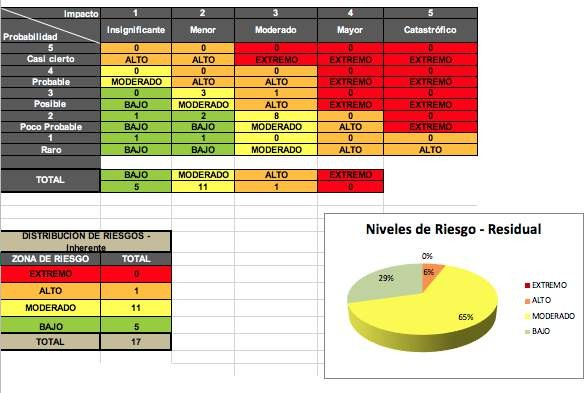 Impacto 1 2 3 4 5
Probabilidad Insignificante Menor Moderado Mayor Catastrófico
5 0 0 0 0 0
Casi cierto ALTO ALTO EXTREMO EXTREMO EXTREMO
4 0 0 0 0 0
Probable MODERADO ALTO ALTO EXTREMO EXTREMO
3 0 3 1 0 0
Posible BAJO MODERADO ALTO EXTREMO EXTREMO
2 1 2 8 0 0
Poco Probable BAJO BAJO MODERADO ALTO EXTREMO
1 1 1 0 0 0
Raro BAJO BAJO MODERADO ALTO ALTO
TOTAL BAJO MODERADO ALTO EXTREMO
5 11 1 0
DISTRIBUCIÓN DE RIESGOS -
Inherente
ZONA DE RIESGO TOTAL
EXTREMO 0
ALTO 1
MODERADO 11
BAJO 5
TOTAL 17
Niveles de Riesgo - Residual
0%
6%
29%
65%
EXTREMO
ALTO
MODERADO
BAJO